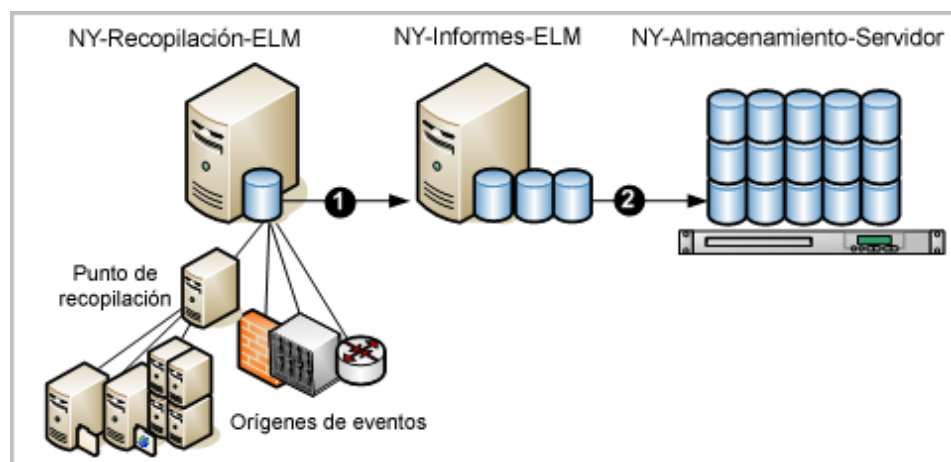 NY-Recopilación-ELM
NY-Informes-ELM
NY-Almacenamiento-Servidor
1
2
Punto de
recopilación
Orígenes de eventos